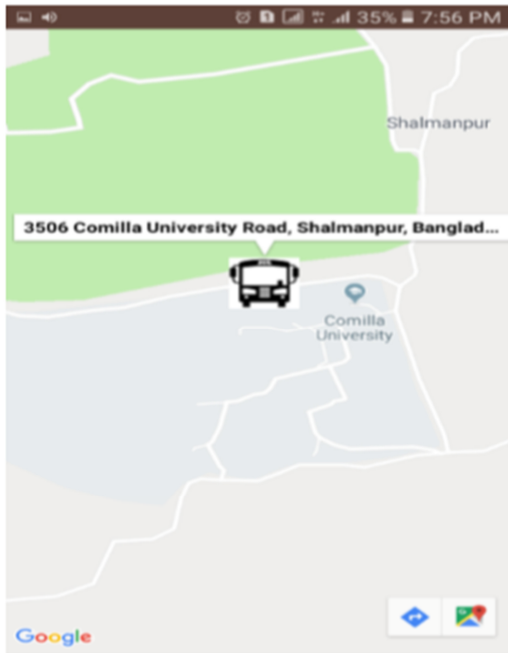 35% 7:56 PM
Shalmanpur
3506 Comilla University Road, Shalmanpur, Banglad...
Comilla
University
Google